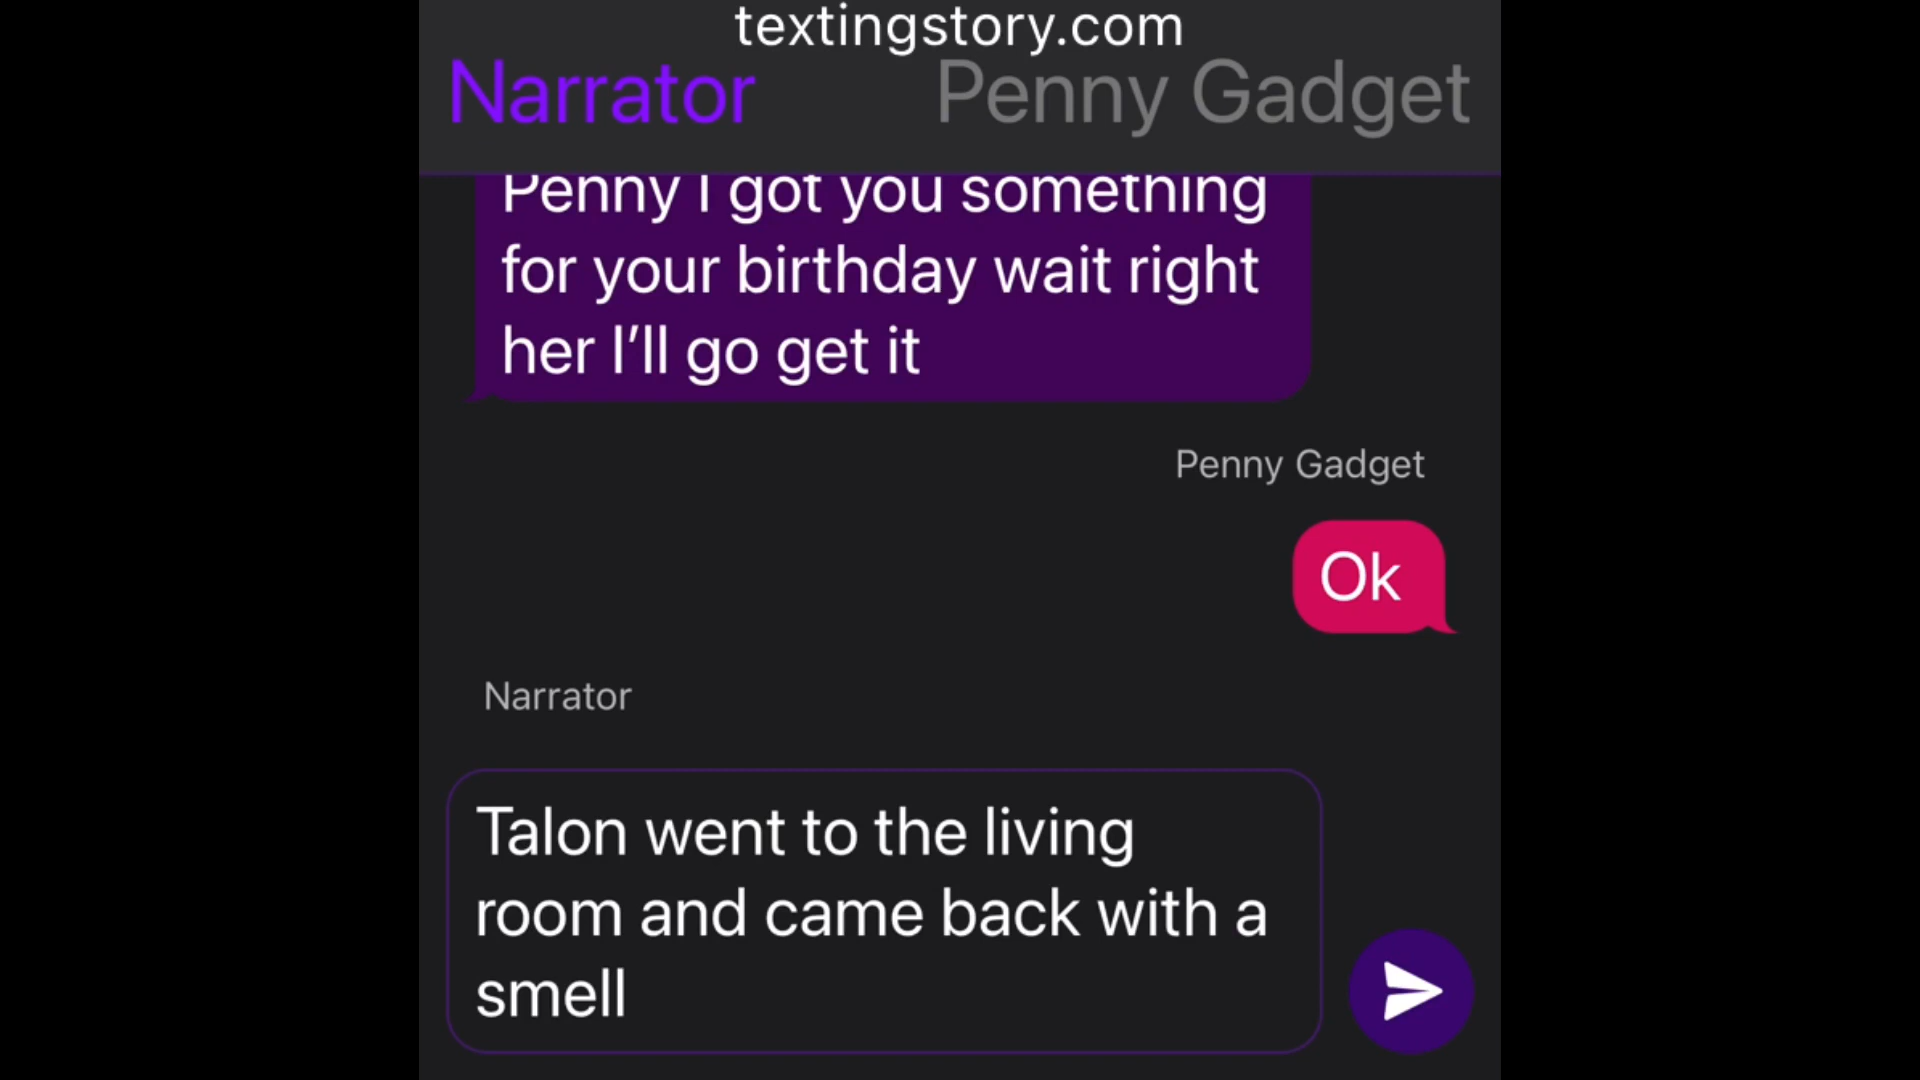 textingstory.com
Narrator Penny Gadget
Penny I got you something
for your birthday wait right
her I’ll go get it
Penny Gadget
Ok
Narrator
Talon went to the living
room and came back with a
smell